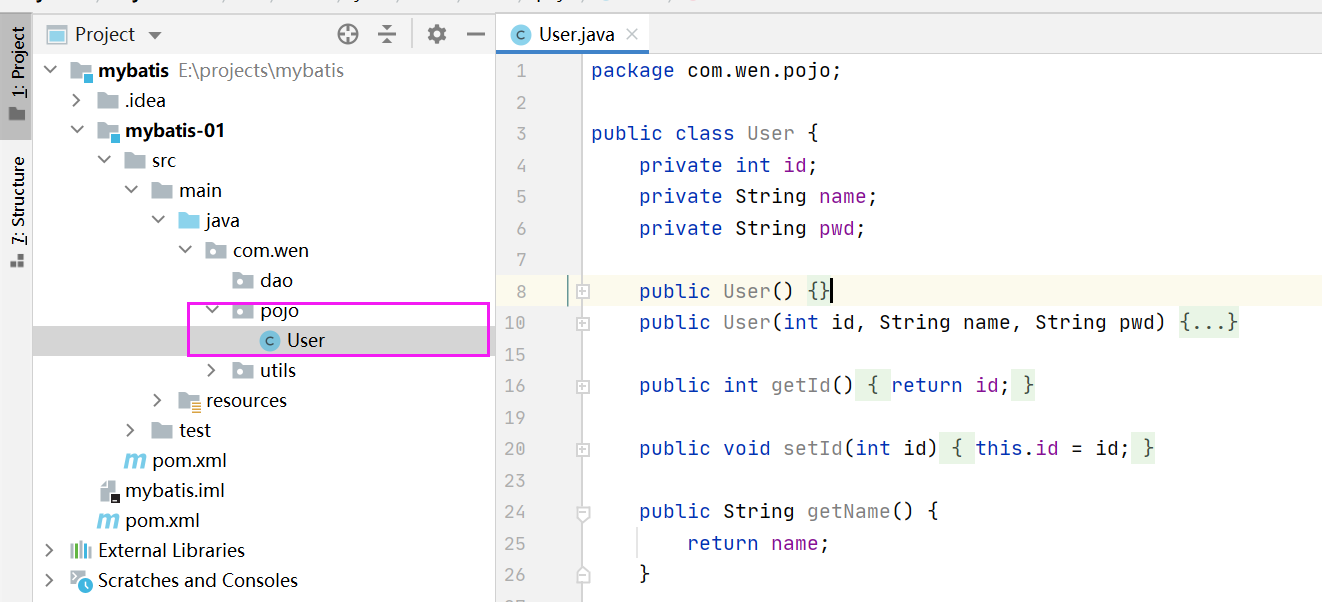 Project
User.java
1: Project
7: Structure
mybatis E:\projects\mybatis
.idea
mybatis-01
src
main
java
com.wen
dao
pojo
User
utils
resources
test
pom.xml
mybatis.iml
pom.xml
External Libraries
Scratches and Consoles
1 package com.wen.pojo;
2
3 public class User {
4 private int id;
5 private String name;
6 private String pwd;
7
8 public User() {}
10 public User(int id, String name, String pwd) {...}
15
16 public int getId() { return id; }
19
20 public void setId(int id) { this.id = id; }
23
24 public String getName() {
25 return name;
26 }